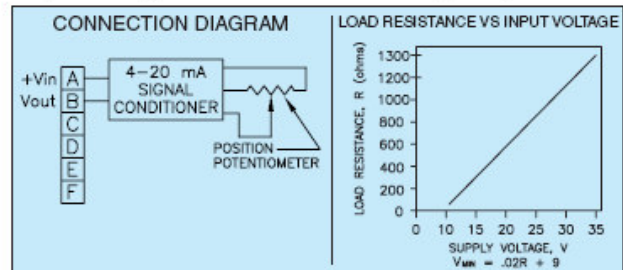 CONNECTION DIAGRAM
+Vin A
Vout B
C
D
E
F
4-20 mA
SIGNAL
CONDITIONER
POSITION
POTENTIOMETER
LOAD RESISTANCE VS INPUT VOLTAGE
LOAD RESISTANCE, R (ohms)
1300
1200
1000
800
600
400
200
0
0 5 10 15 20 25 30 35
SUPPLY VOLTAGE, V
VMIN = .02R + 9